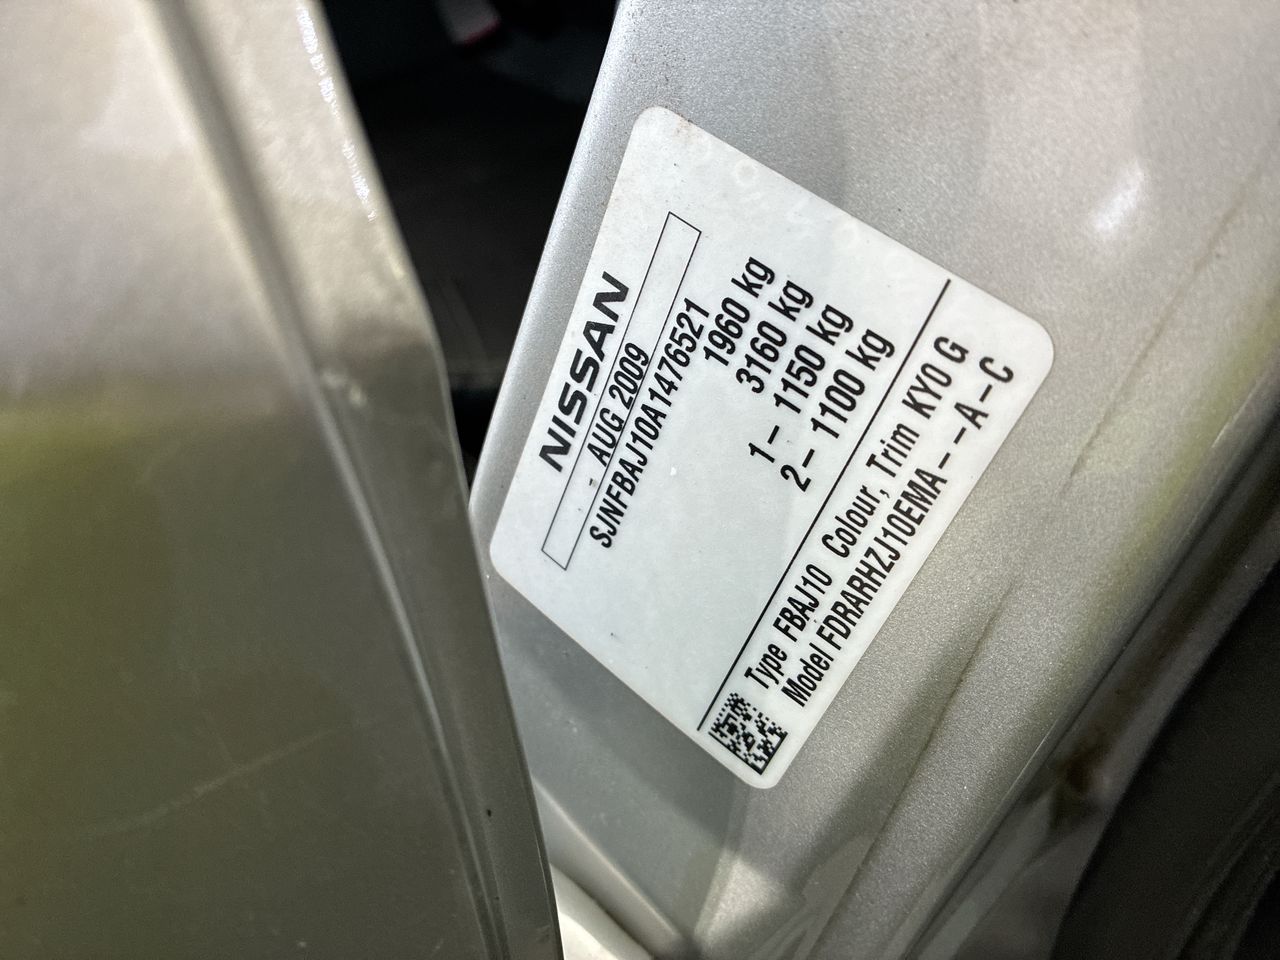 NISSAN
- AUG 2009
SJNFBAJ10A1476521
1960 kg
3160 kg
1– 1150 kg
2– 1100 kg
Type FBAJ10 Colour, Trim KY0 G
Model FDRARHZJ10EMA – – A – C